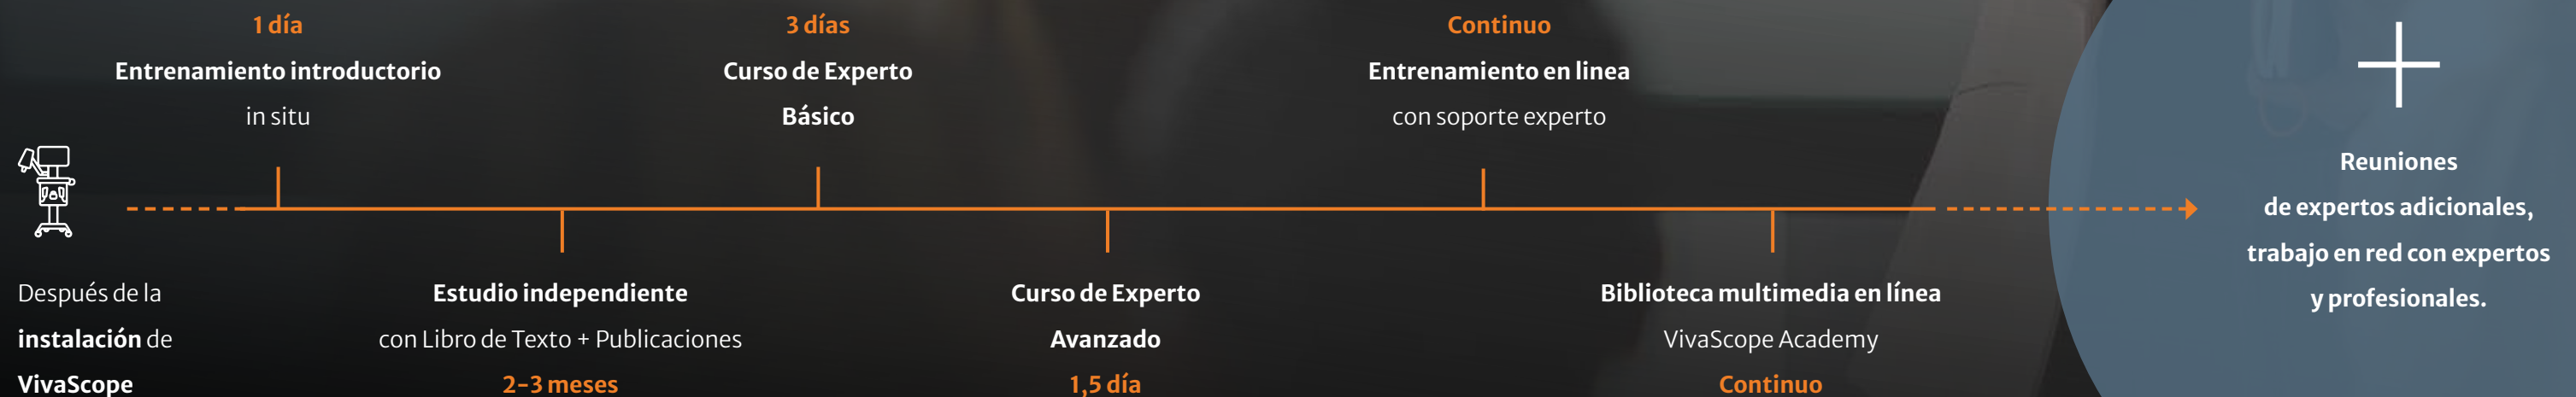 1 día
Entrenamiento introductorio
in situ
3 días
Curso de Experto
Básico
Continuo
Entrenamiento en linea
con soporte experto
Después de la
instalación de
VivaScope
Estudio independiente
con Libro de Texto + Publicaciones
2-3 meses
Curso de Experto
Avanzado
1,5 día
Biblioteca multimedia en línea
VivaScope Academy
Continuo
Reuniones
de expertos adicionales,
trabajo en red con expertos
y profesionales.